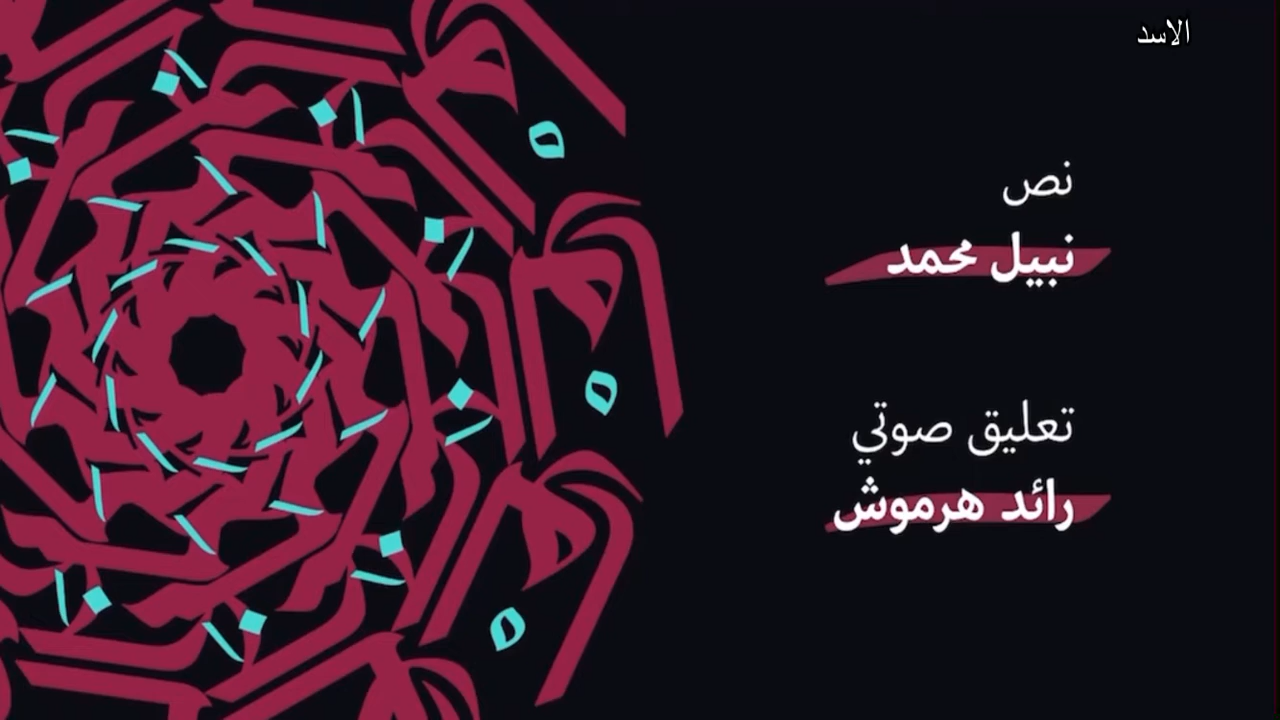 الاسد
نص
نبيل محمد
تعليق صوتي
رائد هرموش